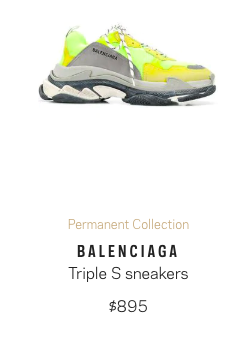 BALENCIAGA
Permanent Collection
BALENCIAGA
Triple S sneakers
$895